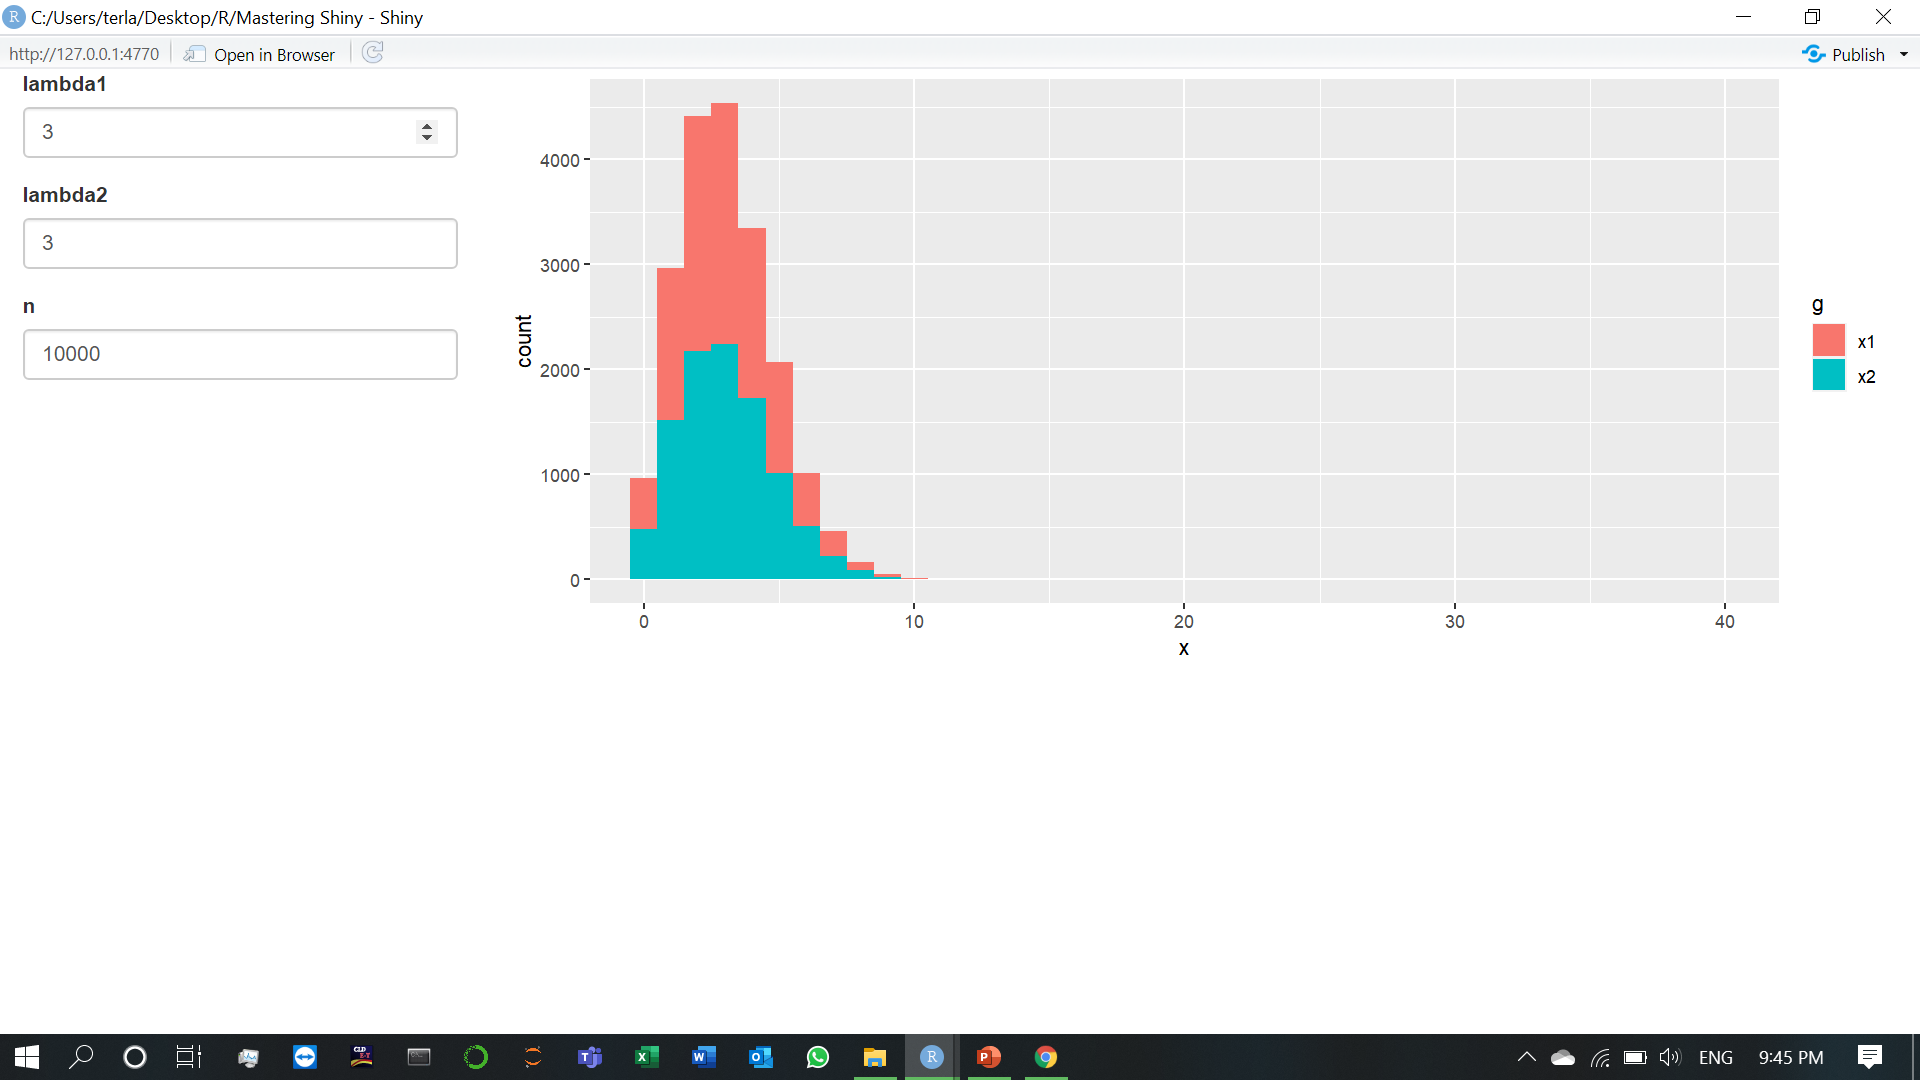 R C:/Users/terla/Desktop/R/Mastering Shiny - Shiny
http://127.0.0.1:4770 Open in Browser Publish
lambda1
3
lambda2
3
n
10000
count
4000
3000
2000
1000
0
0 10 20 30 40
x
g
x1
x2
CLD
E-T
T X W O R P
ENG 9:45 PM